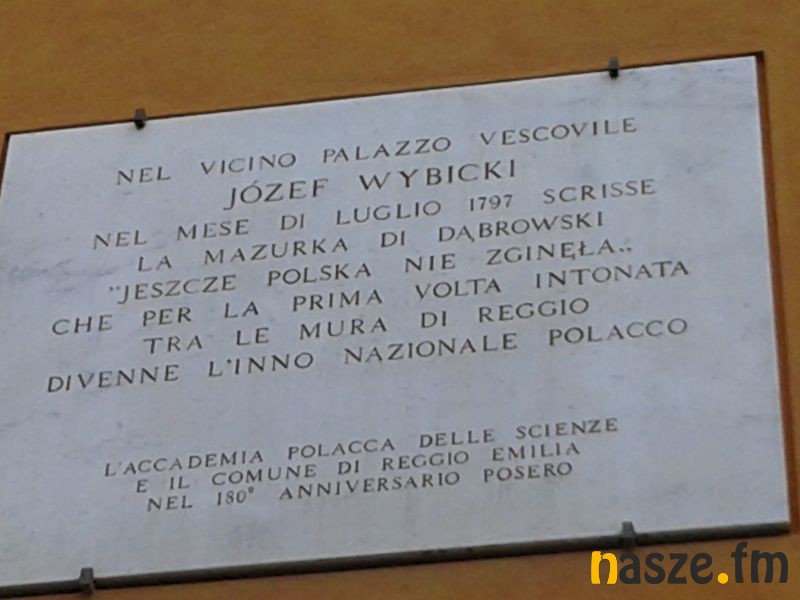 NEL VICINO PALAZZO VESCOVILE
JÓZEF WYBICKI
NEL MESE DI LUGLIO 1797 SCRISSE
LA MAZURKA DI DĄBROWSKI
"JESZCZE POLSKA NIE ZGINĘŁA„
CHE PER LA PRIMA VOLTA INTONATA
TRA LE MURA DI REGGIO
DIVENNE L'INNO NAZIONALE POLACCO
L'ACCADEMIA POLACCA DELLE SCIENZE
E IL COMUNE DI REGGIO EMILIA
NEL 180° ANNIVERSARIO POSERO
nasze.fm